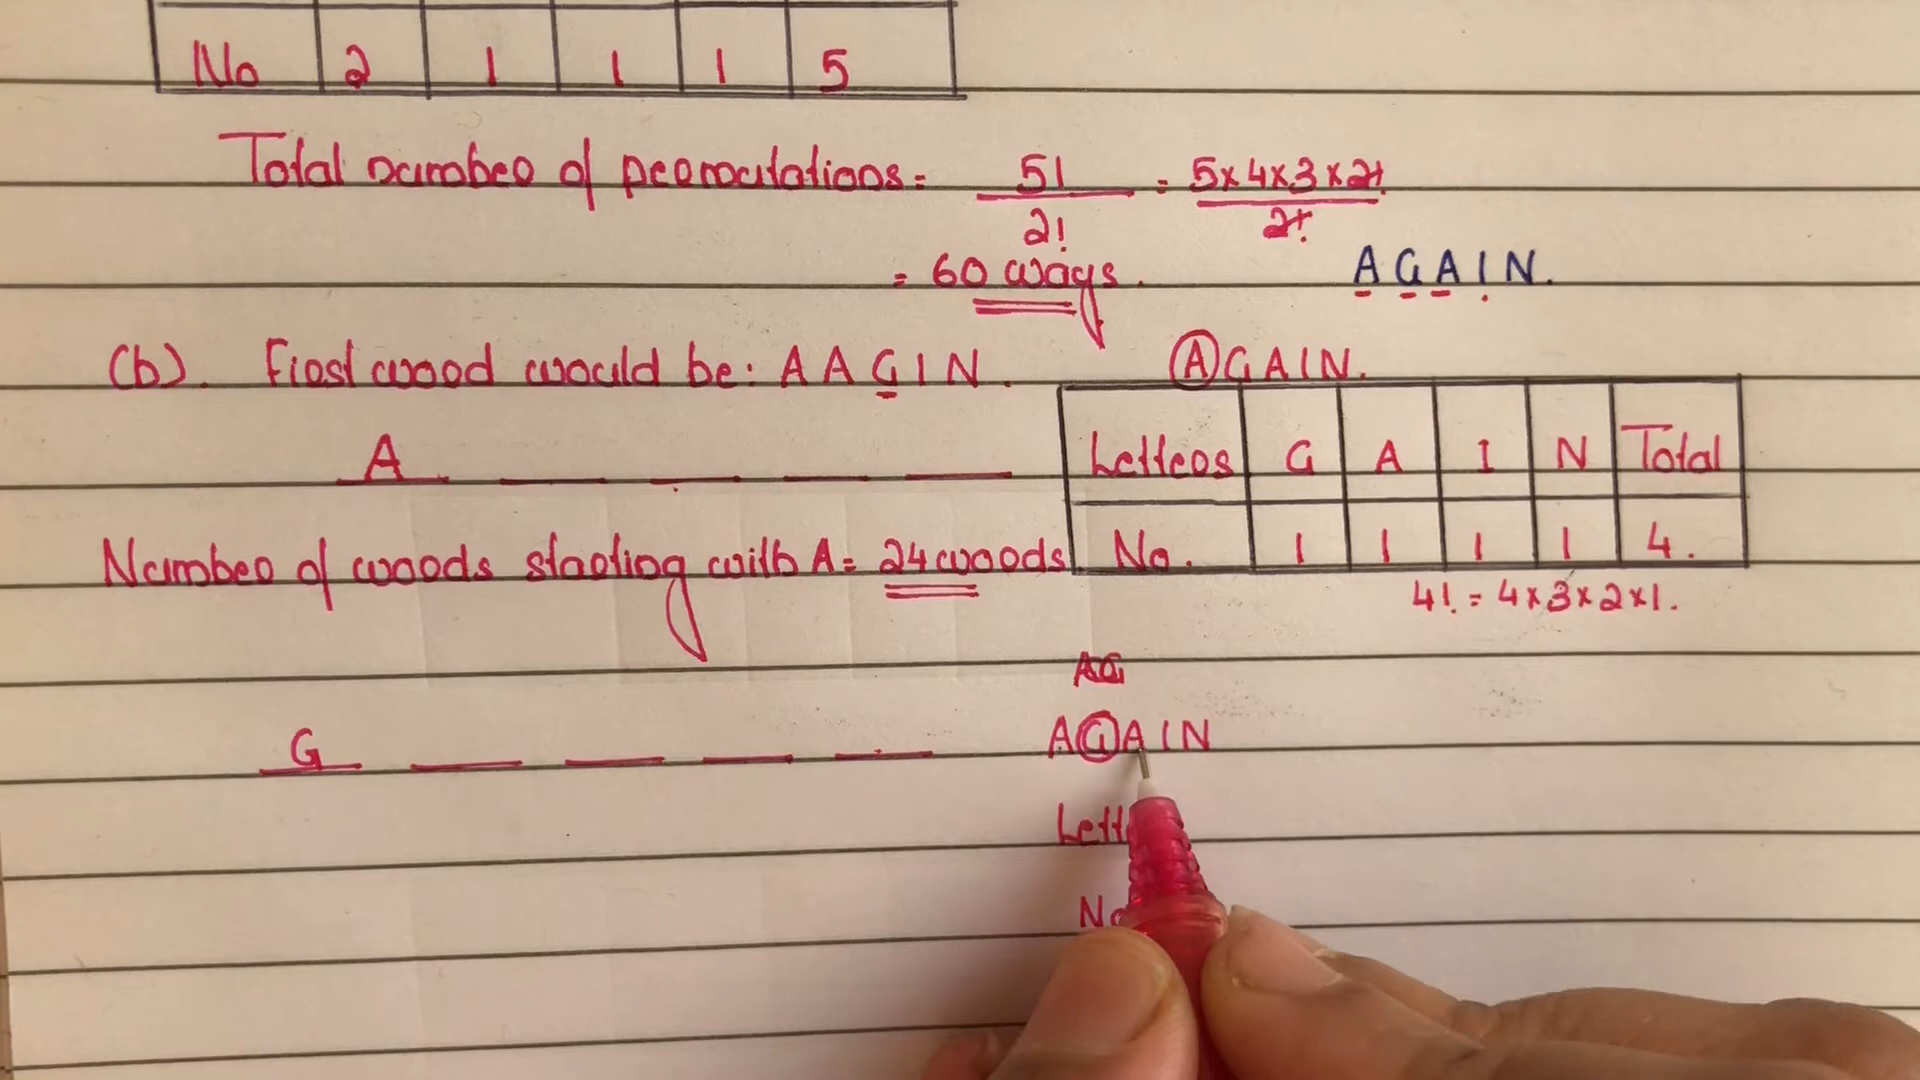 No 2 1 1 1 5
Total number of permutations = 5! / 2! = 5x4x3x2! / 2!
= 60 ways.
AGAIN.
(b). First word would be: A A G I N.
AGAIN.
A
Letters G A I N Total
No. 1 1 1 1 4.
Number of words starting with A = 24 words
4! = 4x3x2x1.
AG
G
AGAIN